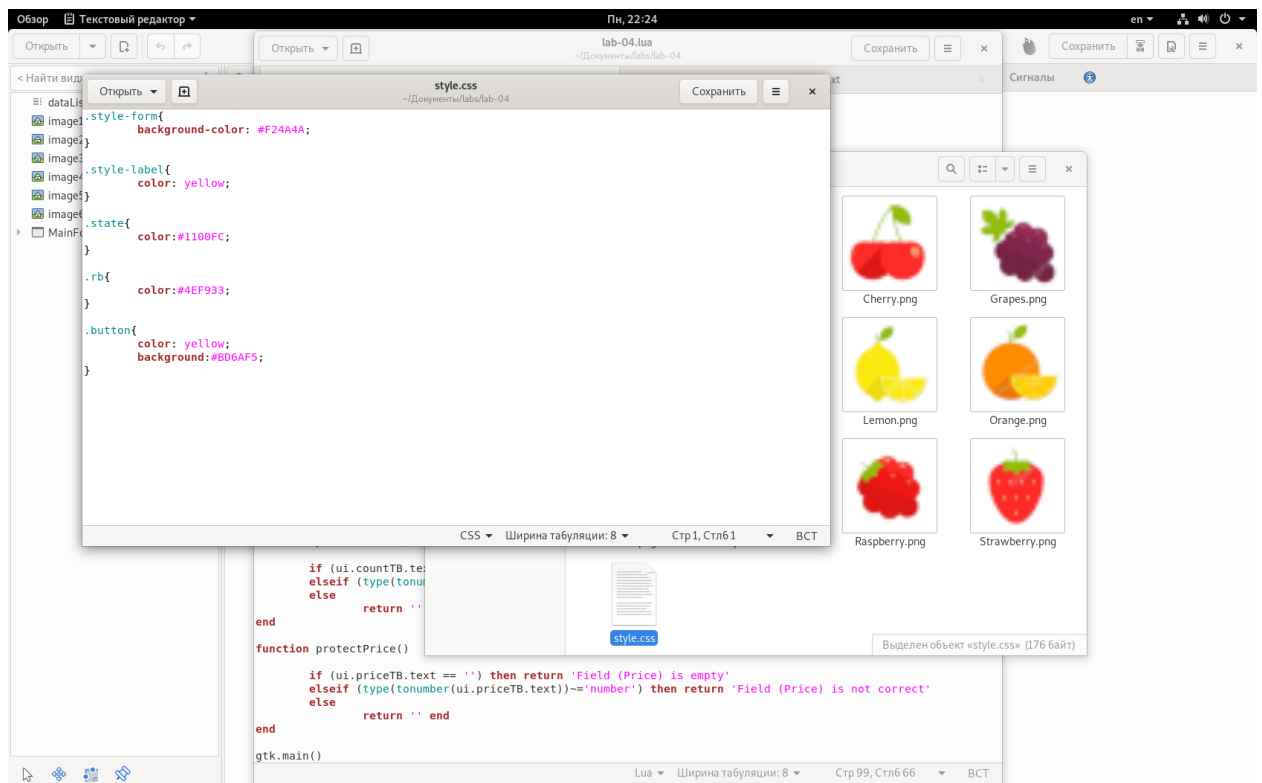 Обзор Текстовый редактор Пн, 22:24 en
Открыть
Сохранить
< Найти вид
Сигналы
dataLis
image1
image2
image3
image4
image5
image6
MainFo
Открыть lab-04.lua Сохранить
~/Документы/labs/lab-04
xt
Открыть style.css Сохранить
~/Документы/labs/lab-04
.style-form{
background-color: #F24A4A;
}
.style-label{
color: yellow;
}
.state{
color:#1100FC;
}
.rb{
color:#4EF933;
}
.button{
color: yellow;
background:#BD6AF5;
}
CSS Ширина табуляции: 8 Стр 1, Стлб 1 ВСТ
Cherry.png Grapes.png
Lemon.png Orange.png
Raspberry.png Strawberry.png
style.css
Выделен объект «style.css» (176 байт)
if (ui.countTB.te
elseif (type(tonu
else
return ''
end
function protectPrice()
if (ui.priceTB.text == '') then return 'Field (Price) is empty'
elseif (type(tonumber(ui.priceTB.text))~='number') then return 'Field (Price) is not correct'
else
return '' end
end
gtk.main()
Lua Ширина табуляции: 8 Стр 99, Стлб 66 ВСТ